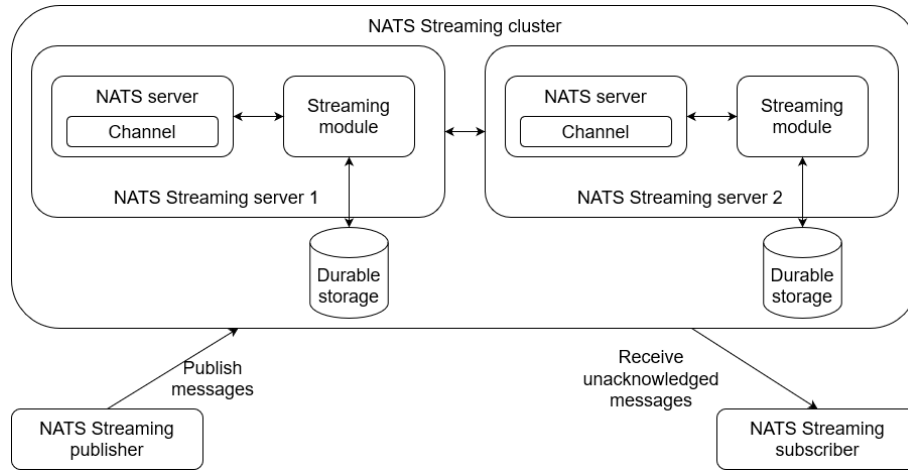 NATS Streaming cluster
NATS server
Channel
Streaming
module
NATS Streaming server 1
Durable
storage
NATS server
Channel
Streaming
module
NATS Streaming server 2
Durable
storage
Publish
messages
Receive
unacknowledged
messages
NATS Streaming
publisher
NATS Streaming
subscriber